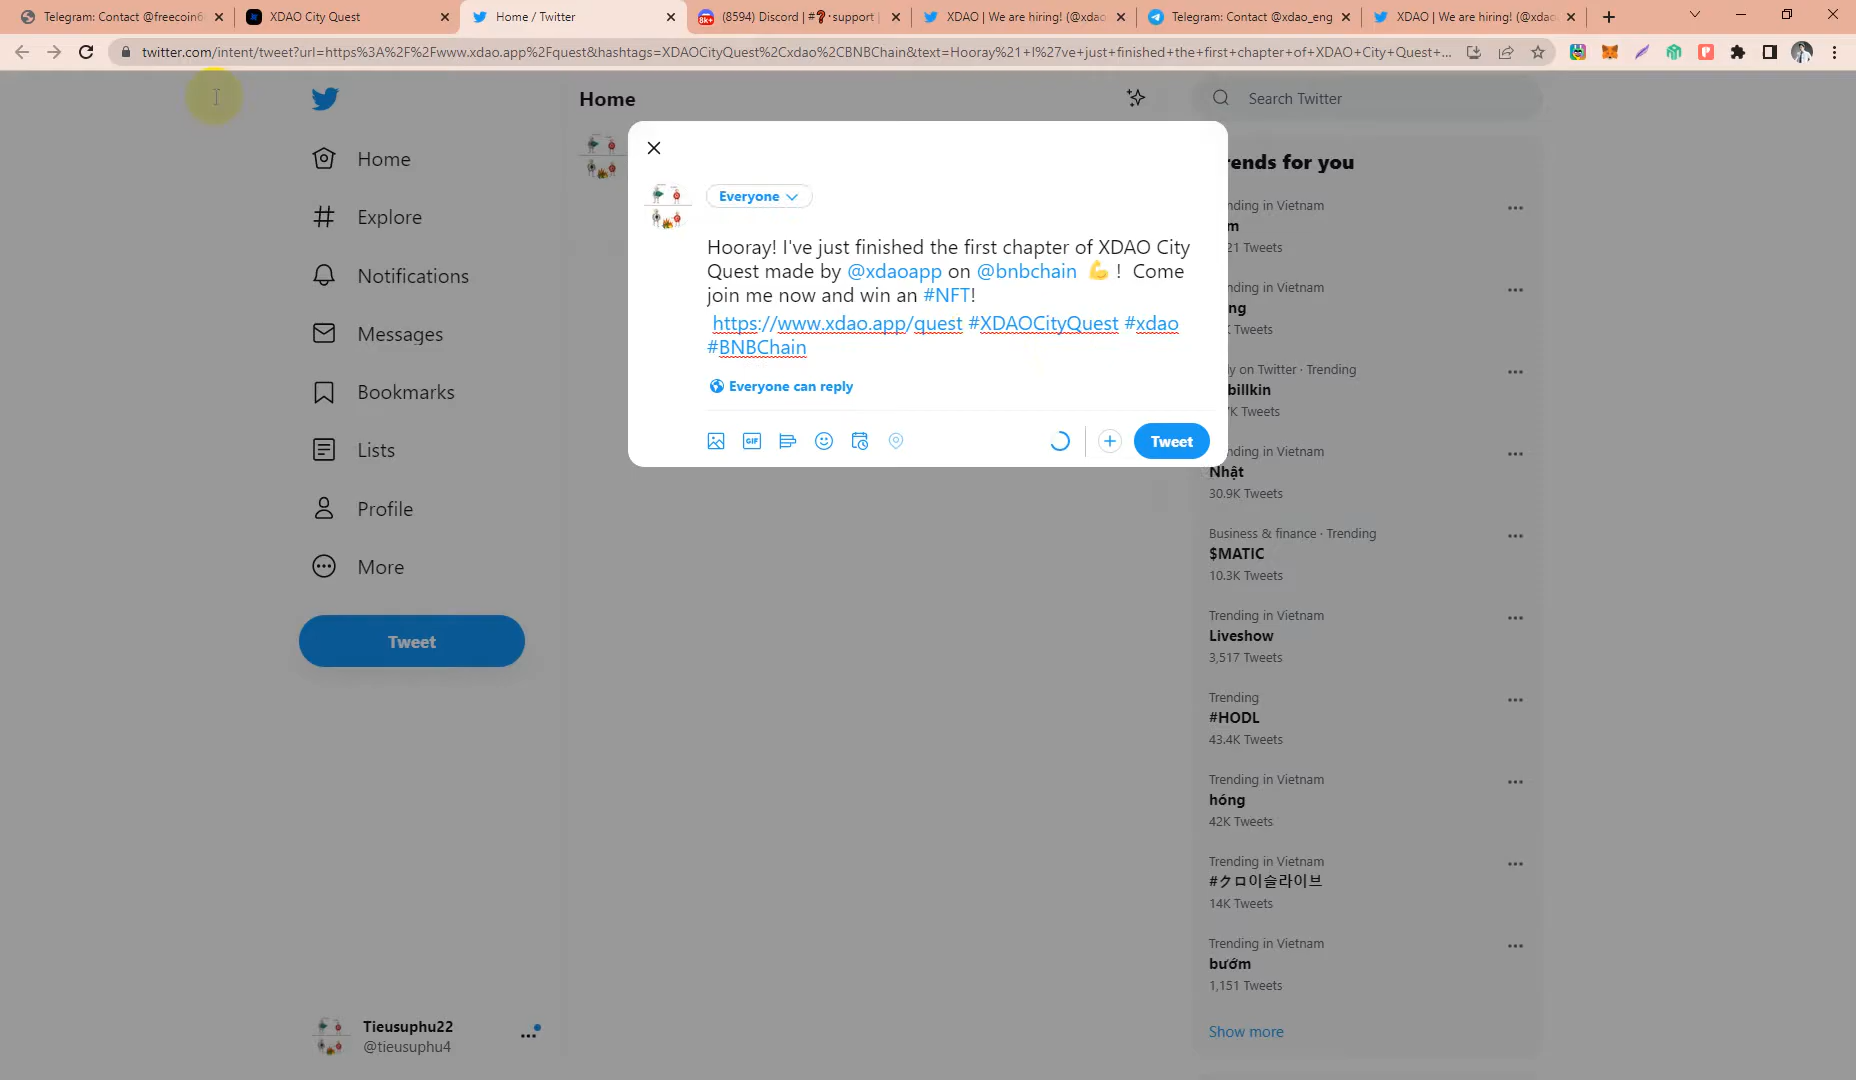 Telegram: Contact @freecoin6
XDAO City Quest
Home / Twitter
8k+ (8594) Discord | #❓・support |
XDAO | We are hiring! (@xdao
Telegram: Contact @xdao_eng
XDAO | We are hiring! (@xdao
twitter.com/intent/tweet?url=https%3A%2F%2Fwww.xdao.app%2Fquest&hashtags=XDAOCityQuest%2Cxdao%2CBNBChain&text=Hooray%21+I%27ve+just+finished+the+first+chapter+of+XDAO+City+Quest+...
Home
Explore
Notifications
Messages
Bookmarks
Lists
Profile
More
Tweet
Tieusuphu22
@tieusuphu4
Home
Everyone
Hooray! I've just finished the first chapter of XDAO City
Quest made by @xdaoapp on @bnbchain 💪 ! Come
join me now and win an #NFT!
https://www.xdao.app/quest #XDAOCityQuest #xdao
#BNBChain
Everyone can reply
GIF
Tweet
Search Twitter
rends for you
nding in Vietnam
m
21 Tweets
nding in Vietnam
ng
K Tweets
ly on Twitter · Trending
billkin
7K Tweets
nding in Vietnam
Nhật
30.9K Tweets
Business & finance · Trending
$MATIC
10.3K Tweets
Trending in Vietnam
Liveshow
3,517 Tweets
Trending
#HODL
43.4K Tweets
Trending in Vietnam
hóng
42K Tweets
Trending in Vietnam
#クロイ슬라이브
14K Tweets
Trending in Vietnam
bướm
1,151 Tweets
Show more